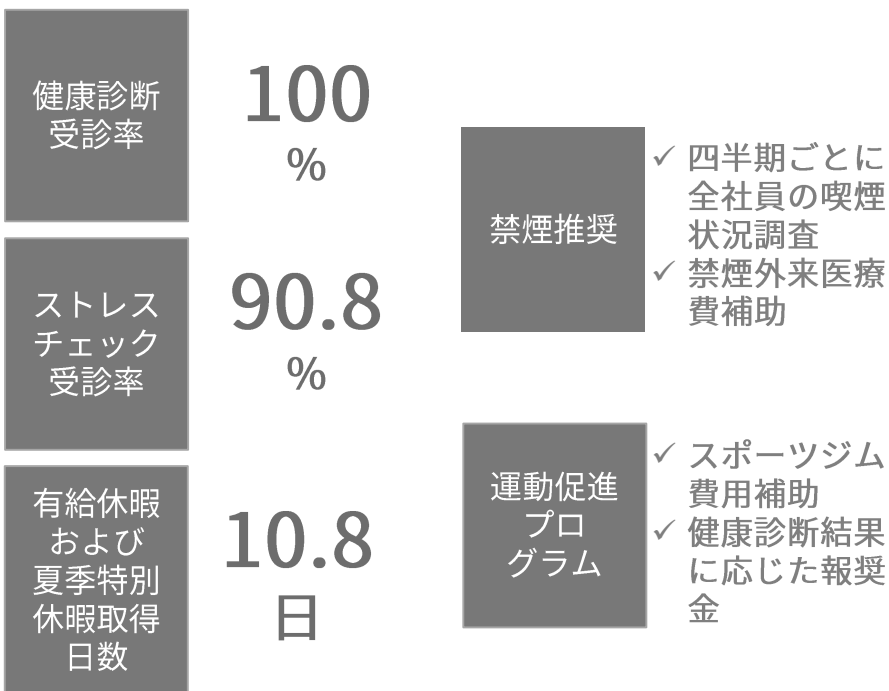 健康診断
受診率
100
%
ストレス
チェック
受診率
90.8
%
有給休暇
および
夏季特別
休暇取得
日数
10.8
日
禁煙推奨
✓ 四半期ごとに
全社員の喫煙
状況調査
✓ 禁煙外来医療
費補助
運動促進
プロ
グラム
✓ スポーツジム
費用補助
✓ 健康診断結果
に応じた報奨
金